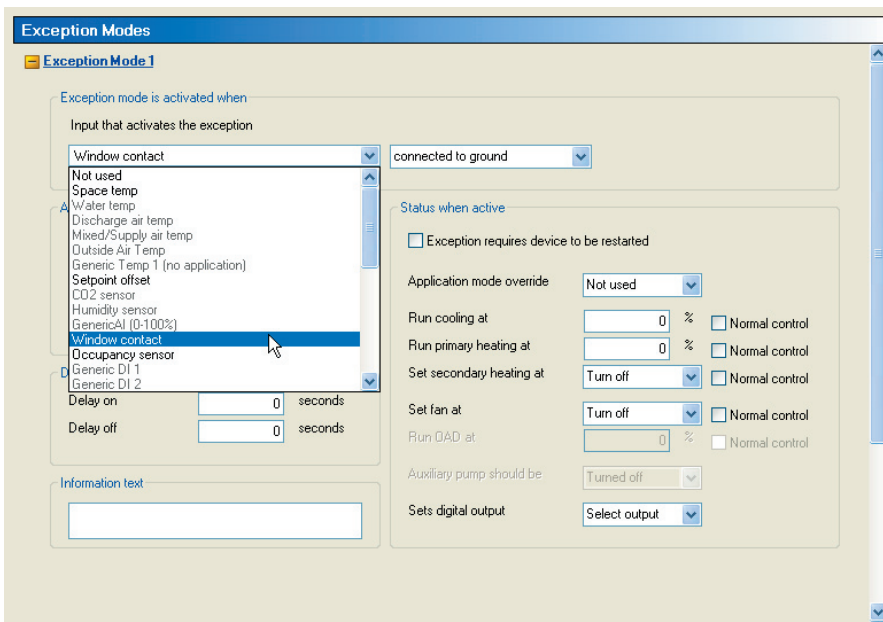 Exception Modes
Exception Mode 1
Exception mode is activated when
Input that activates the exception
Window contact
connected to ground
Not used
Space temp
Water temp
Discharge air temp
Mixed/Supply air temp
Outside Air Temp
Generic Temp 1 (no application)
Setpoint offset
CO2 sensor
Humidity sensor
GenericAI (0-100%)
Window contact
Occupancy sensor
Generic DI 1
Generic DI 2
Delay on 0 seconds
Delay off 0 seconds
Information text
Status when active
Exception requires device to be restarted
Application mode override Not used
Run cooling at 0 % Normal control
Run primary heating at 0 % Normal control
Set secondary heating at Turn off Normal control
Set fan at Turn off Normal control
Run OAD at 0 % Normal control
Auxiliary pump should be Turned off
Sets digital output Select output